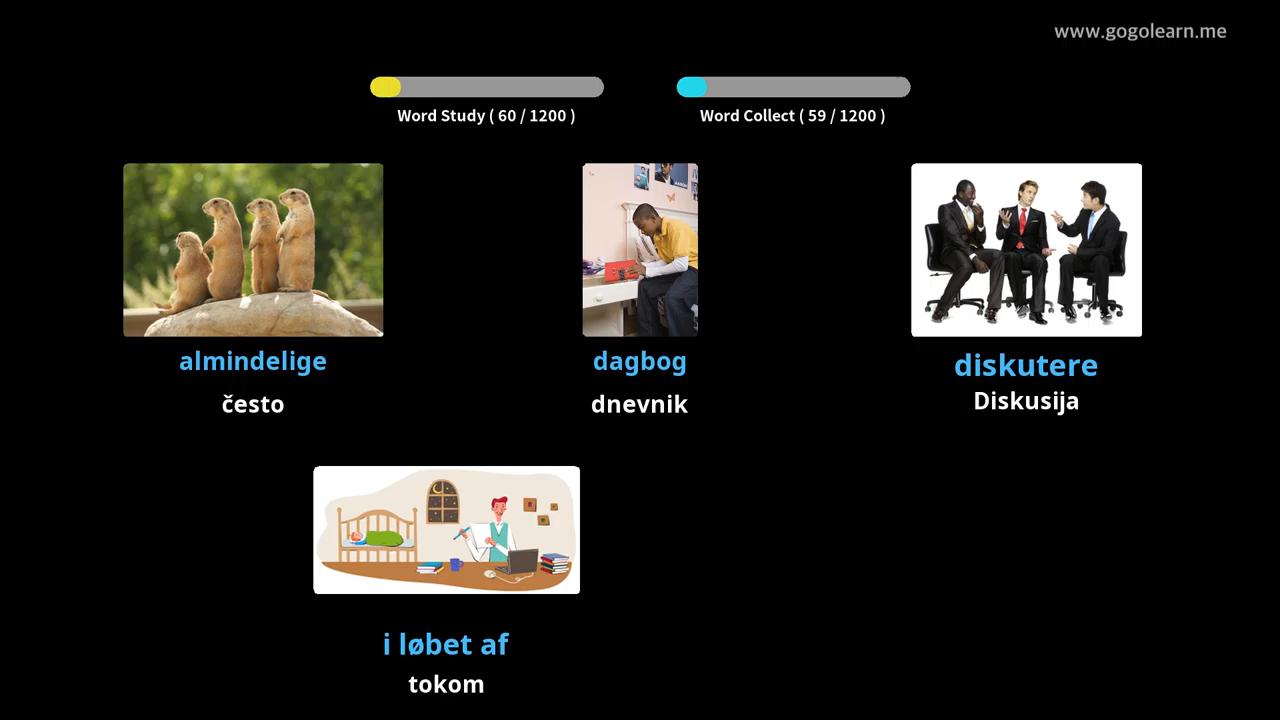 www.gogolearn.me
Word Study ( 60 / 1200 )
Word Collect ( 59 / 1200 )
almindelige
često
dagbog
dnevnik
diskutere
Diskusija
i løbet af
tokom